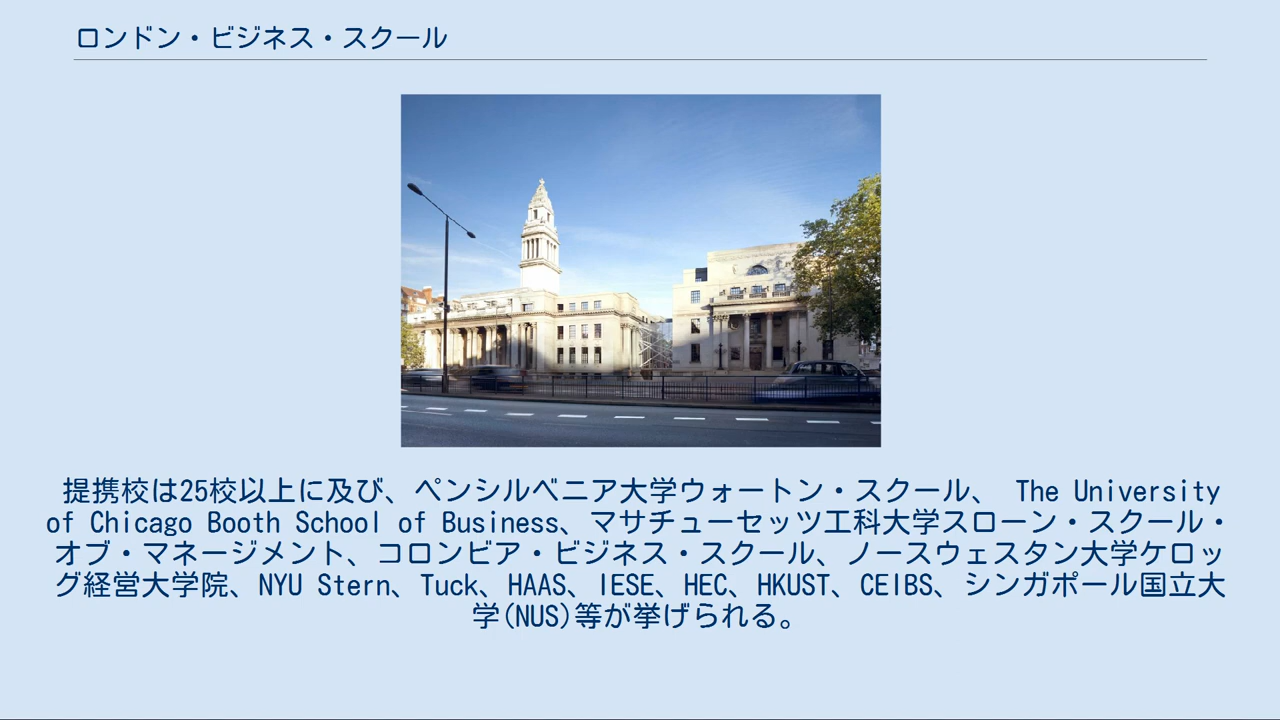 ロンドン・ビジネス・スクール
提携校は25校以上に及び、ペンシルベニア大学ウォートン・スクール、 The University
of Chicago Booth School of Business、マサチューセッツ工科大学スローン・スクール・
オブ・マネージメント、コロンビア・ビジネス・スクール、ノースウェスタン大学ケロッ
グ経営大学院、NYU Stern、Tuck、HAAS、IESE、HEC、HKUST、CEIBS、シンガポール国立大
学(NUS)等が挙げられる。